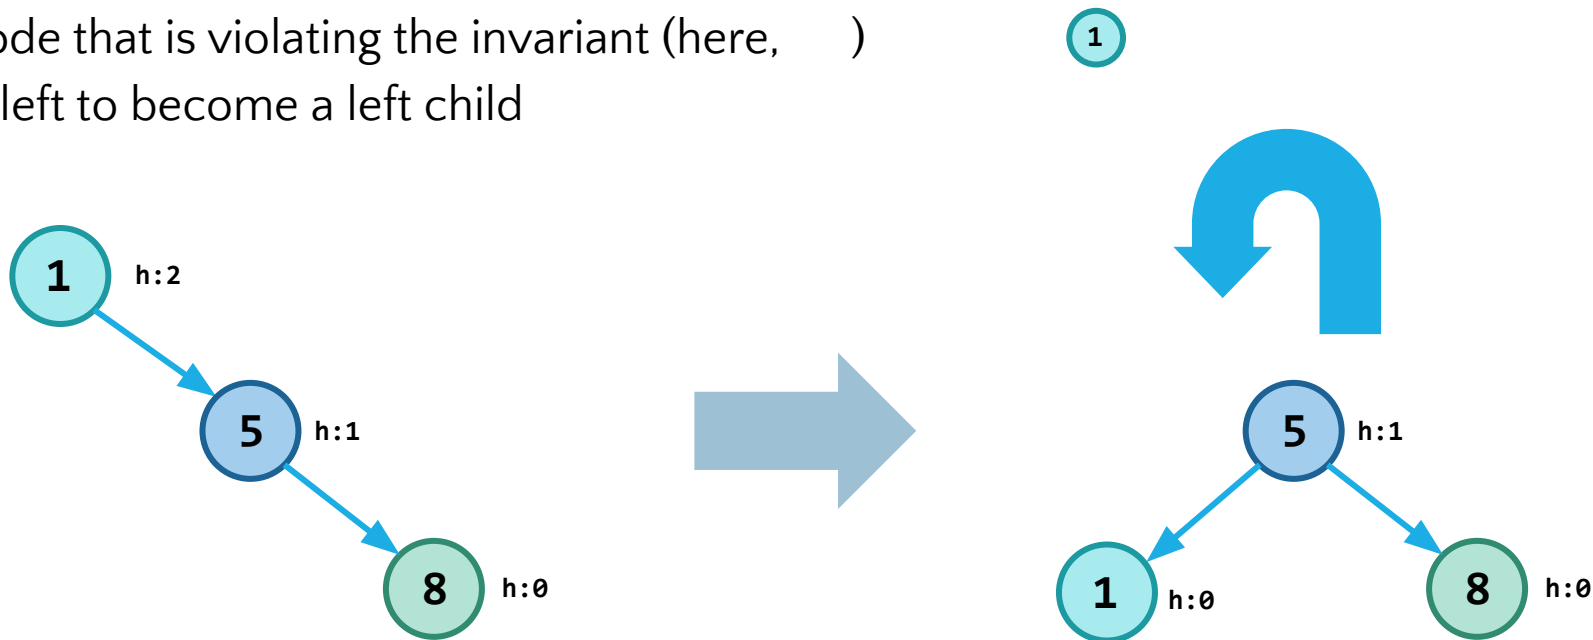 ode that is violating the invariant (here, )
1
left to become a left child
1 h:2
5 h:1
8 h:0
5 h:1
1 h:0
8 h:0